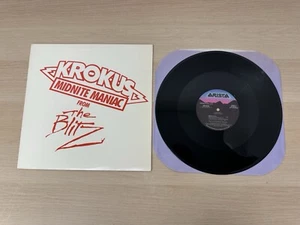 KROKUS
MIDNITE MANIAC
FROM
The Blitz
ARISTA